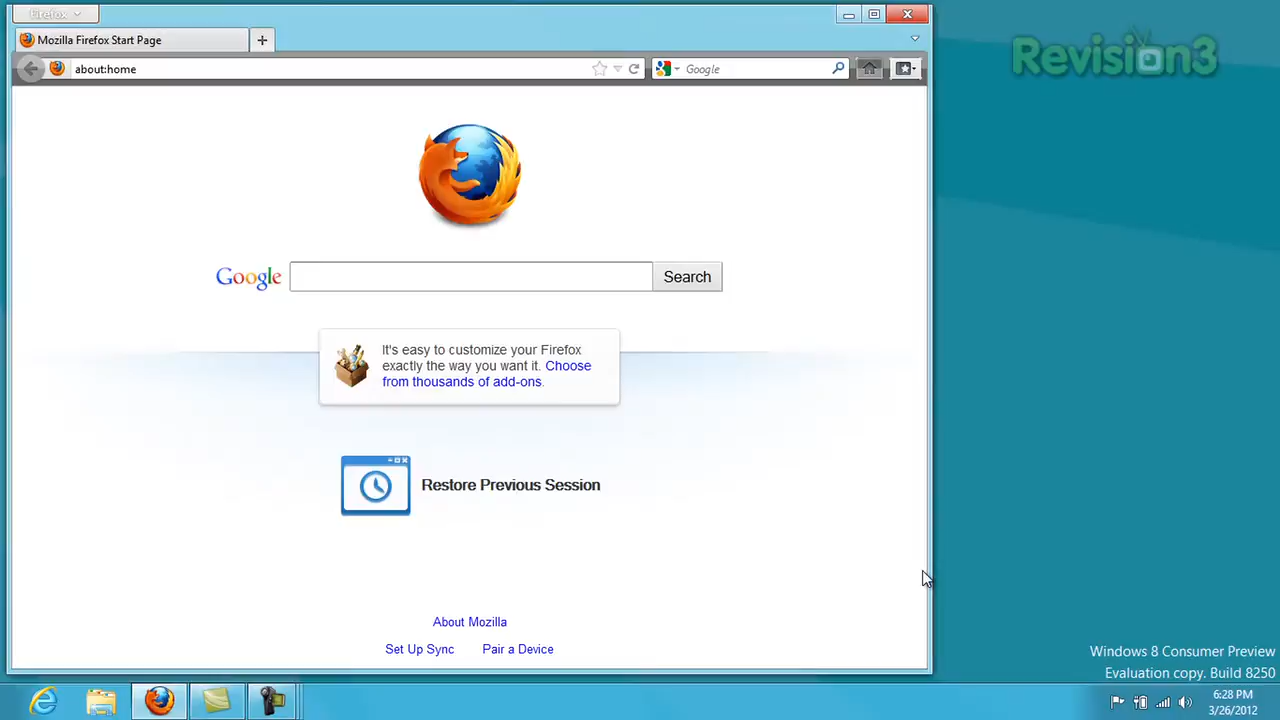 Firefox
Mozilla Firefox Start Page
about:home
Google
Revision3
Google
Search
It's easy to customize your Firefox
exactly the way you want it. Choose
from thousands of add-ons.
Restore Previous Session
About Mozilla
Set Up Sync
Pair a Device
Windows 8 Consumer Preview
Evaluation copy. Build 8250
6:28 PM
3/26/2012